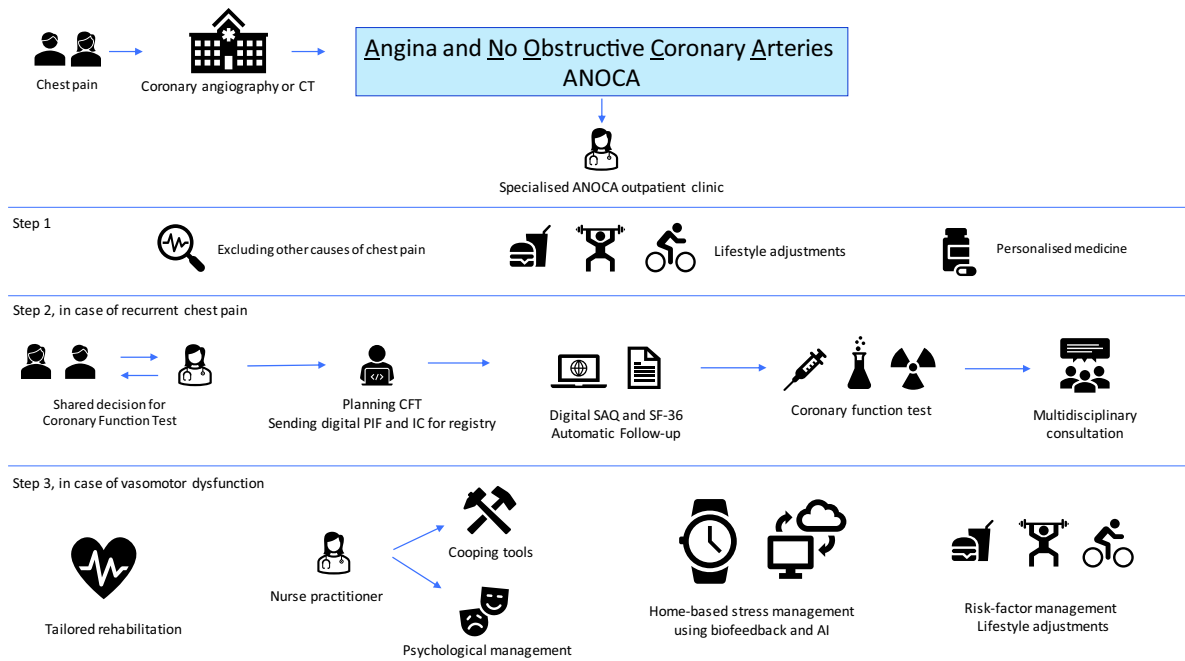 Chest pain
Coronary angiography or CT
Angina and No Obstructive Coronary Arteries
ANOCA
Specialised ANOCA outpatient clinic
Step 1
Excluding other causes of chest pain
Lifestyle adjustments
Personalised medicine
Step 2, in case of recurrent chest pain
Shared decision for
Coronary Function Test
Planning CFT
Sending digital PIF and IC for registry
Digital SAQ and SF-36
Automatic Follow-up
Coronary function test
Multidisciplinary
consultation
Step 3, in case of vasomotor dysfunction
Tailored rehabilitation
Nurse practitioner
Cooping tools
Psychological management
Home-based stress management
using biofeedback and AI
Risk-factor management
Lifestyle adjustments